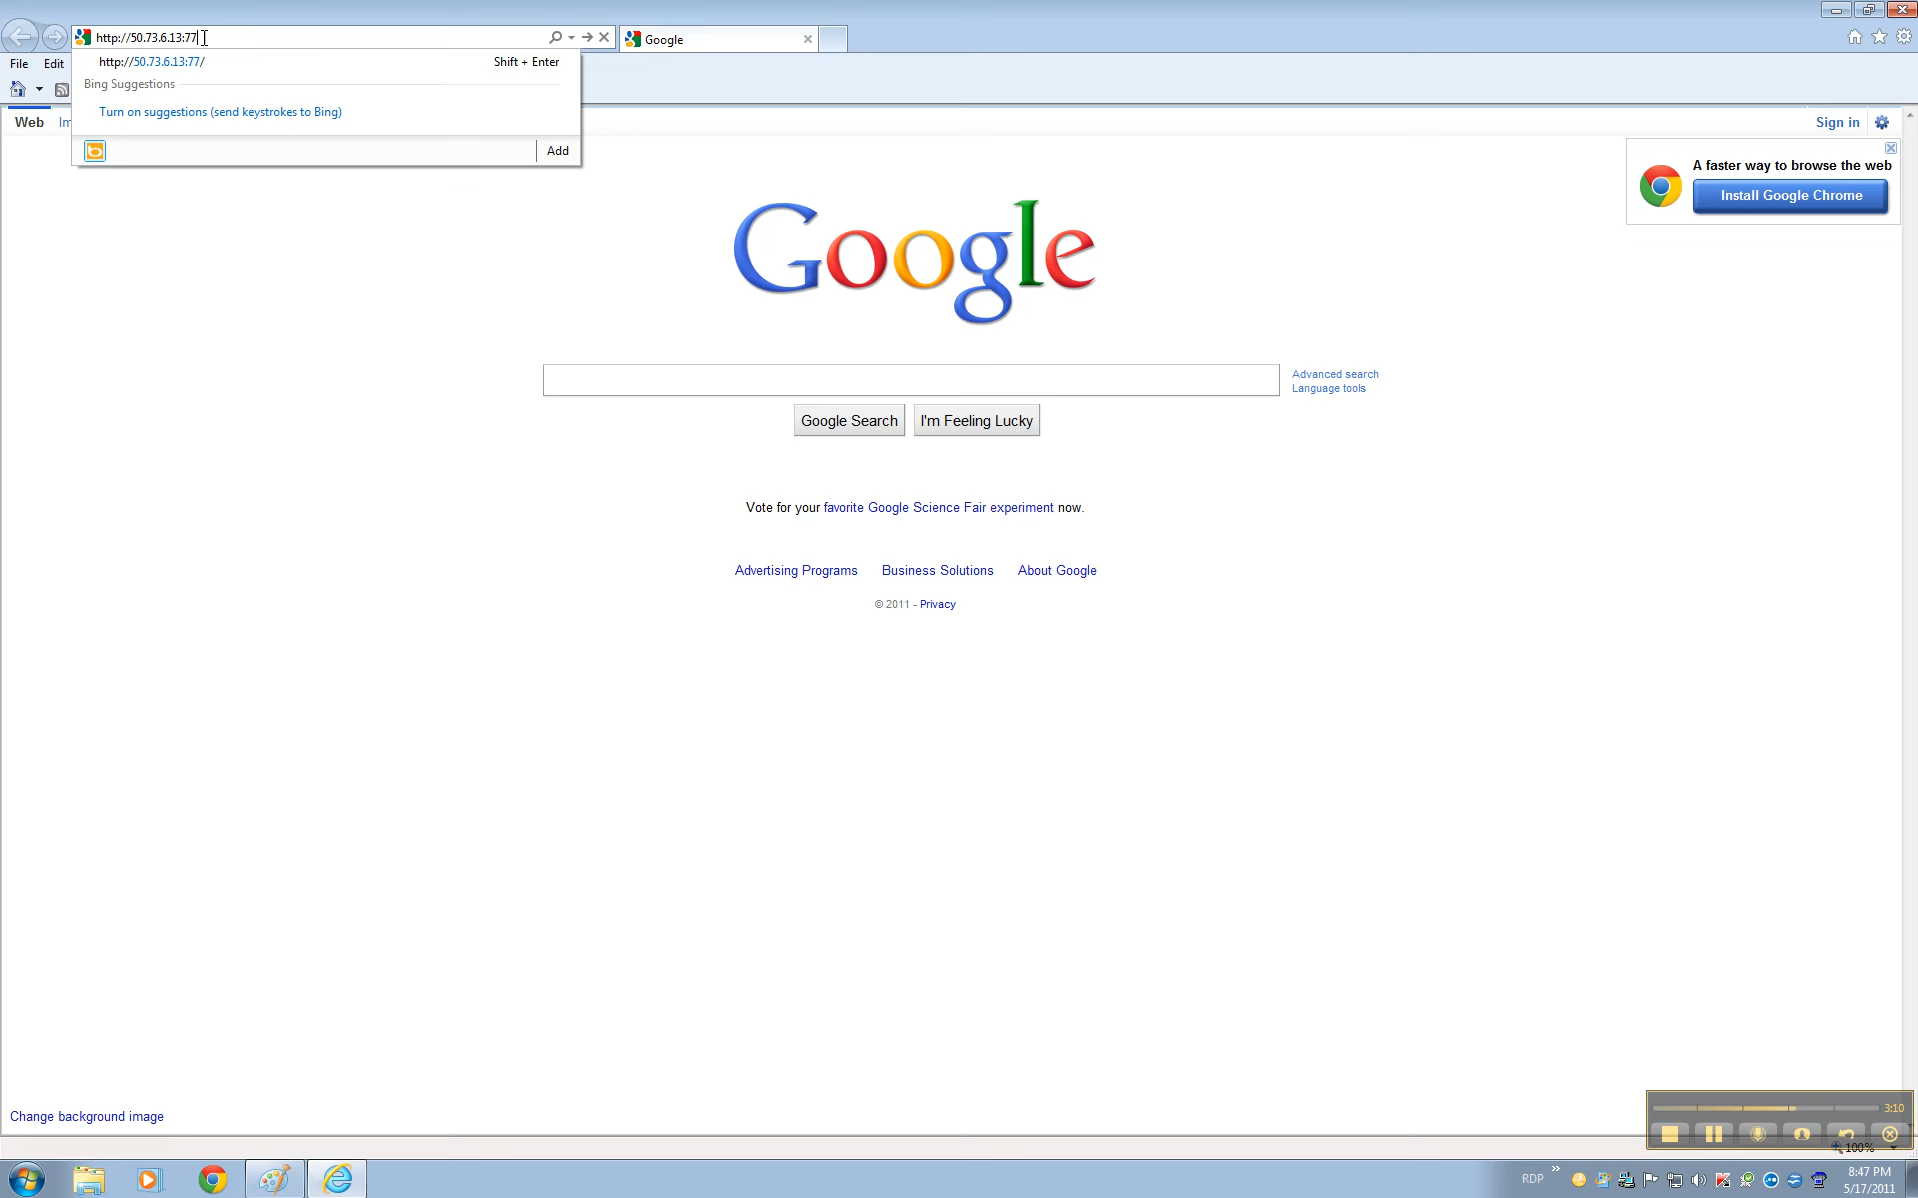 http://50.73.6.13:77
Google
File Edit
http://50.73.6.13:77/ Shift + Enter
Bing Suggestions
Turn on suggestions (send keystrokes to Bing)
Add
Web Im
Sign in
A faster way to browse the web
Install Google Chrome
Google
Advanced search
Language tools
Google Search I'm Feeling Lucky
Vote for your favorite Google Science Fair experiment now.
Advertising Programs Business Solutions About Google
© 2011 - Privacy
Change background image
3:10
100%
RDP
8:47 PM
5/17/2011